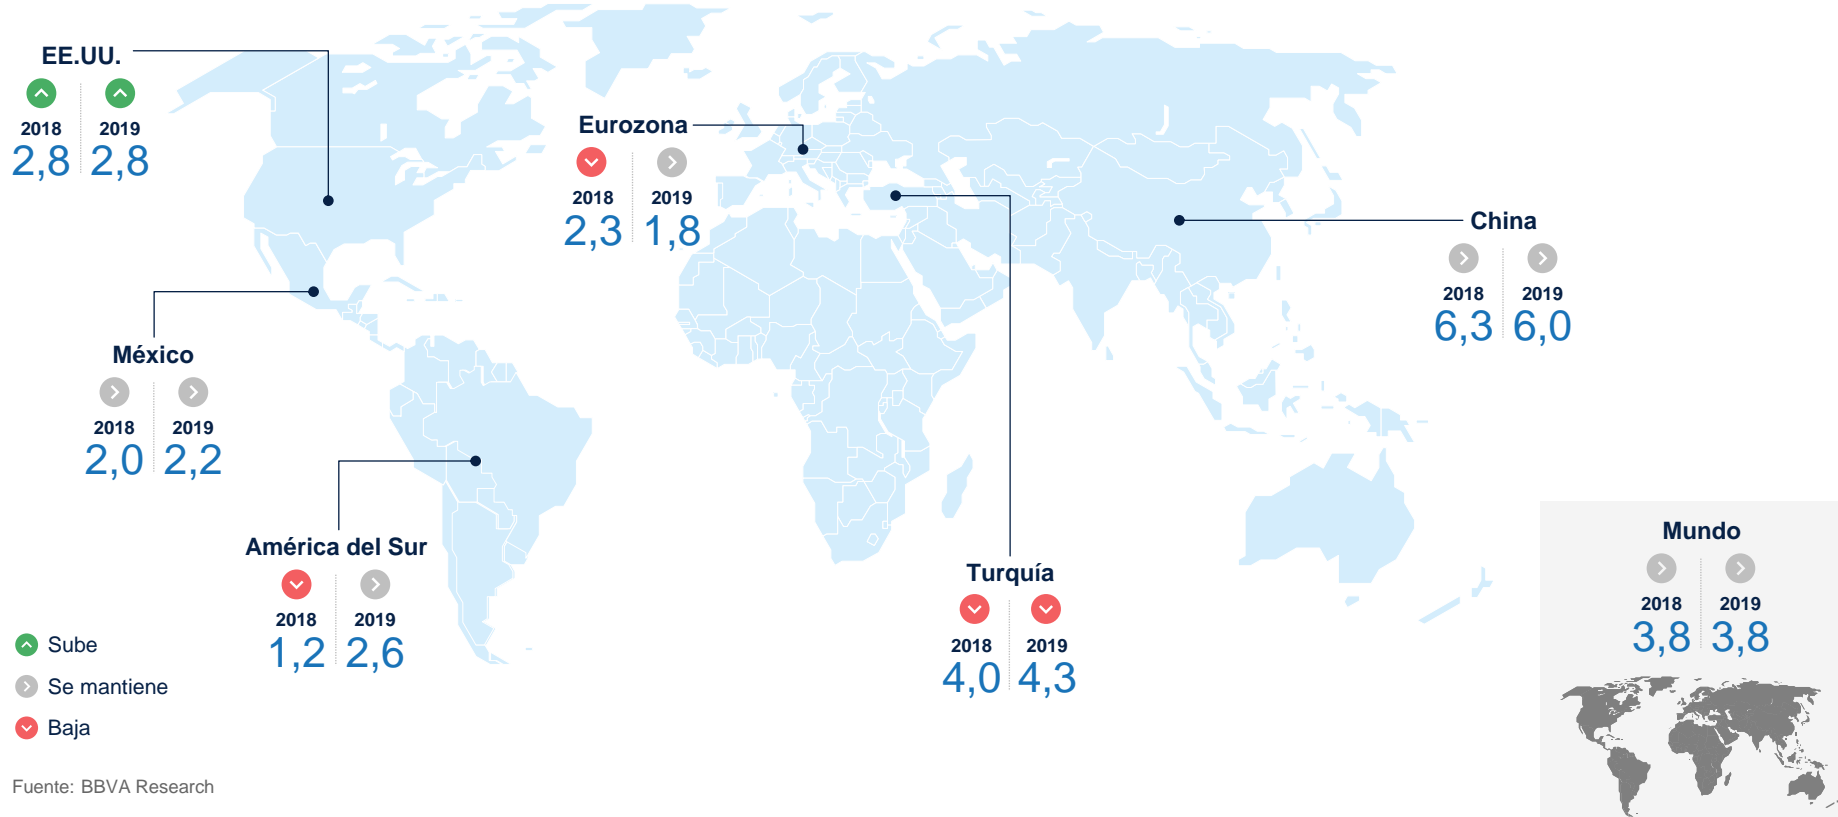 EE.UU.
2018 2019
2,8 2,8
Eurozona
2018 2019
2,3 1,8
China
2018 2019
6,3 6,0
México
2018 2019
2,0 2,2
América del Sur
2018 2019
1,2 2,6
Turquía
2018 2019
4,0 4,3
Mundo
2018 2019
3,8 3,8
Sube
Se mantiene
Baja
Fuente: BBVA Research